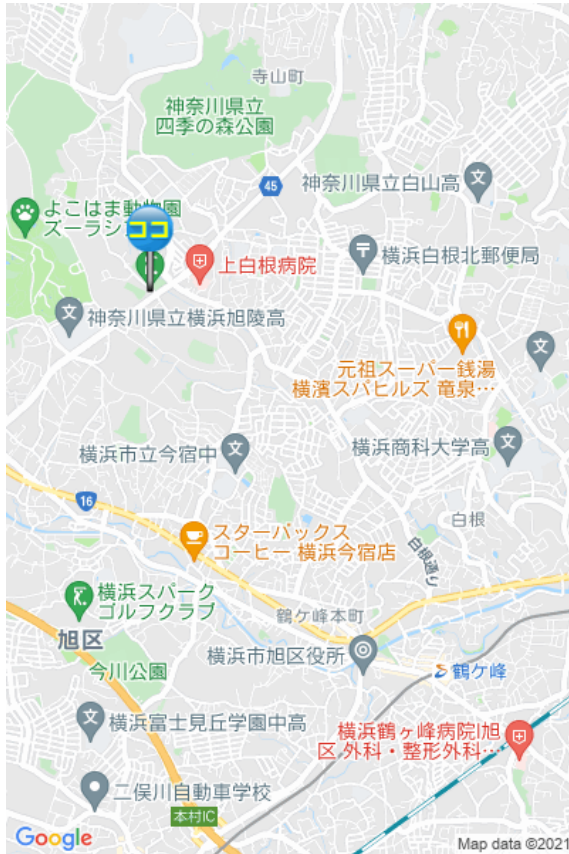 寺山町
神奈川県立
四季の森公園
45
神奈川県立白山高
文
よこはま動物園
ズーラシ
ココ
上白根病院
横浜白根北郵便局
文
神奈川県立横浜旭陵高
元祖スーパー銭湯
横濱スパヒルズ 竜泉…
文
横浜市立今宿中
文
横浜商科大学高
文
16
白根
スターバックス
コーヒー 横浜今宿店
白根通り
横浜スパーク
ゴルフクラブ
鶴ケ峰本町
旭区
横浜市旭区役所
鶴ケ峰
今川公園
文
横浜富士見丘学園中高
横浜鶴ヶ峰病院|旭
区 外科・整形外科…
二俣川自動車学校
本村IC
Google
Map data ©2021